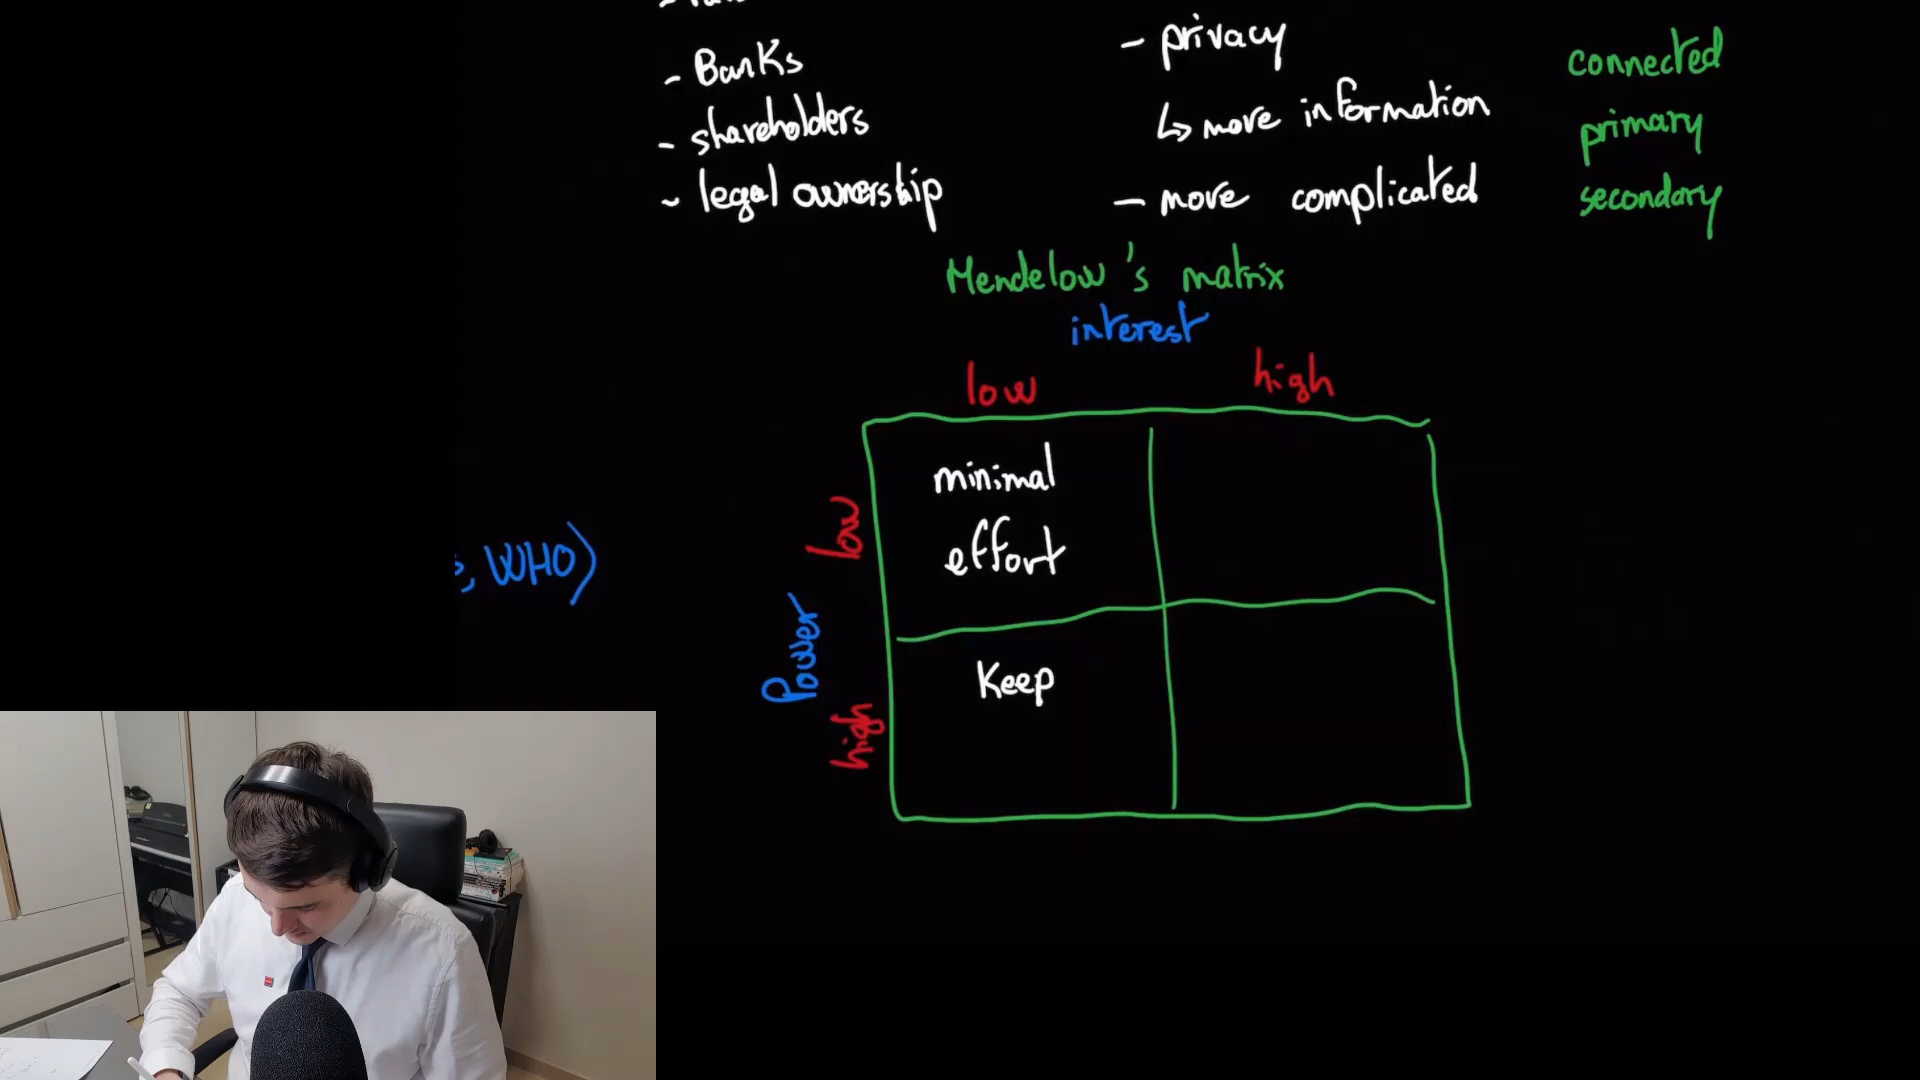 - Banks
- shareholders
- legal ownership
- privacy
↳ more information
- more complicated
connected
primary
secondary
Mendelow's matrix
interest
low high
low
minimal
effort
Power
high
Keep
, WHO)